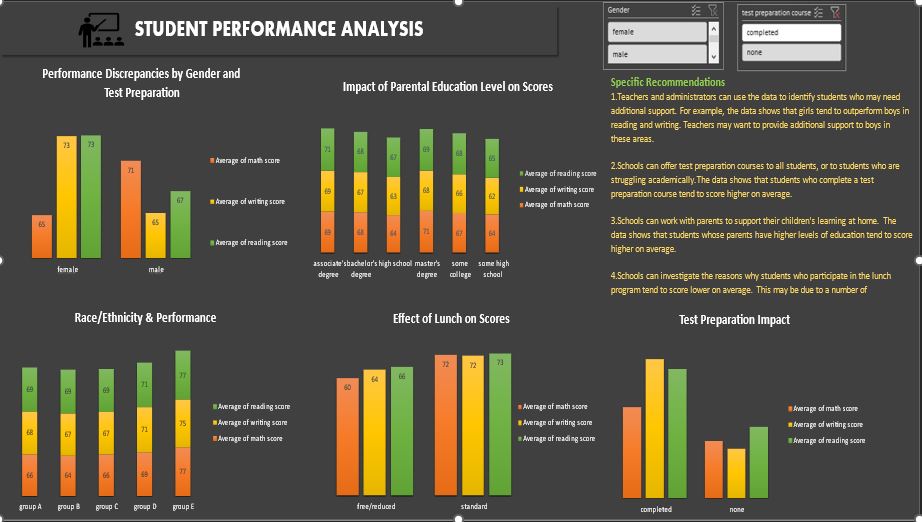 STUDENT PERFORMANCE ANALYSIS
Gender
female
male
test preparation course
completed
none
Performance Discrepancies by Gender and
Test Preparation
65
73
73
71
65
67
female
male
Average of math score
Average of writing score
Average of reading score
Impact of Parental Education Level on Scores
71
68
67
69
68
65
69
67
63
68
66
62
69
68
64
71
67
64
associate's bachelor's high school master's some some high
degree degree degree college school
Average of reading score
Average of writing score
Average of math score
Specific Recommendations
1.Teachers and administrators can use the data to identify students who may need
additional support. For example, the data shows that girls tend to outperform boys in
reading and writing. Teachers may want to provide additional support to boys in
these areas.
2.Schools can offer test preparation courses to all students, or to students who are
struggling academically.The data shows that students who complete a test
preparation course tend to score higher on average.
3.Schools can work with parents to support their children's learning at home. The
data shows that students whose parents have higher levels of education tend to score
higher on average.
4.Schools can investigate the reasons why students who participate in the lunch
program tend to score lower on average. This may be due to a number of
Race/Ethnicity & Performance
69
69
69
71
77
68
67
67
71
75
66
64
66
69
77
group A group B group C group D group E
Average of reading score
Average of writing score
Average of math score
Effect of Lunch on Scores
60
64
66
72
72
73
free/reduced
standard
Average of math score
Average of writing score
Average of reading score
Test Preparation Impact
completed
none
Average of math score
Average of writing score
Average of reading score